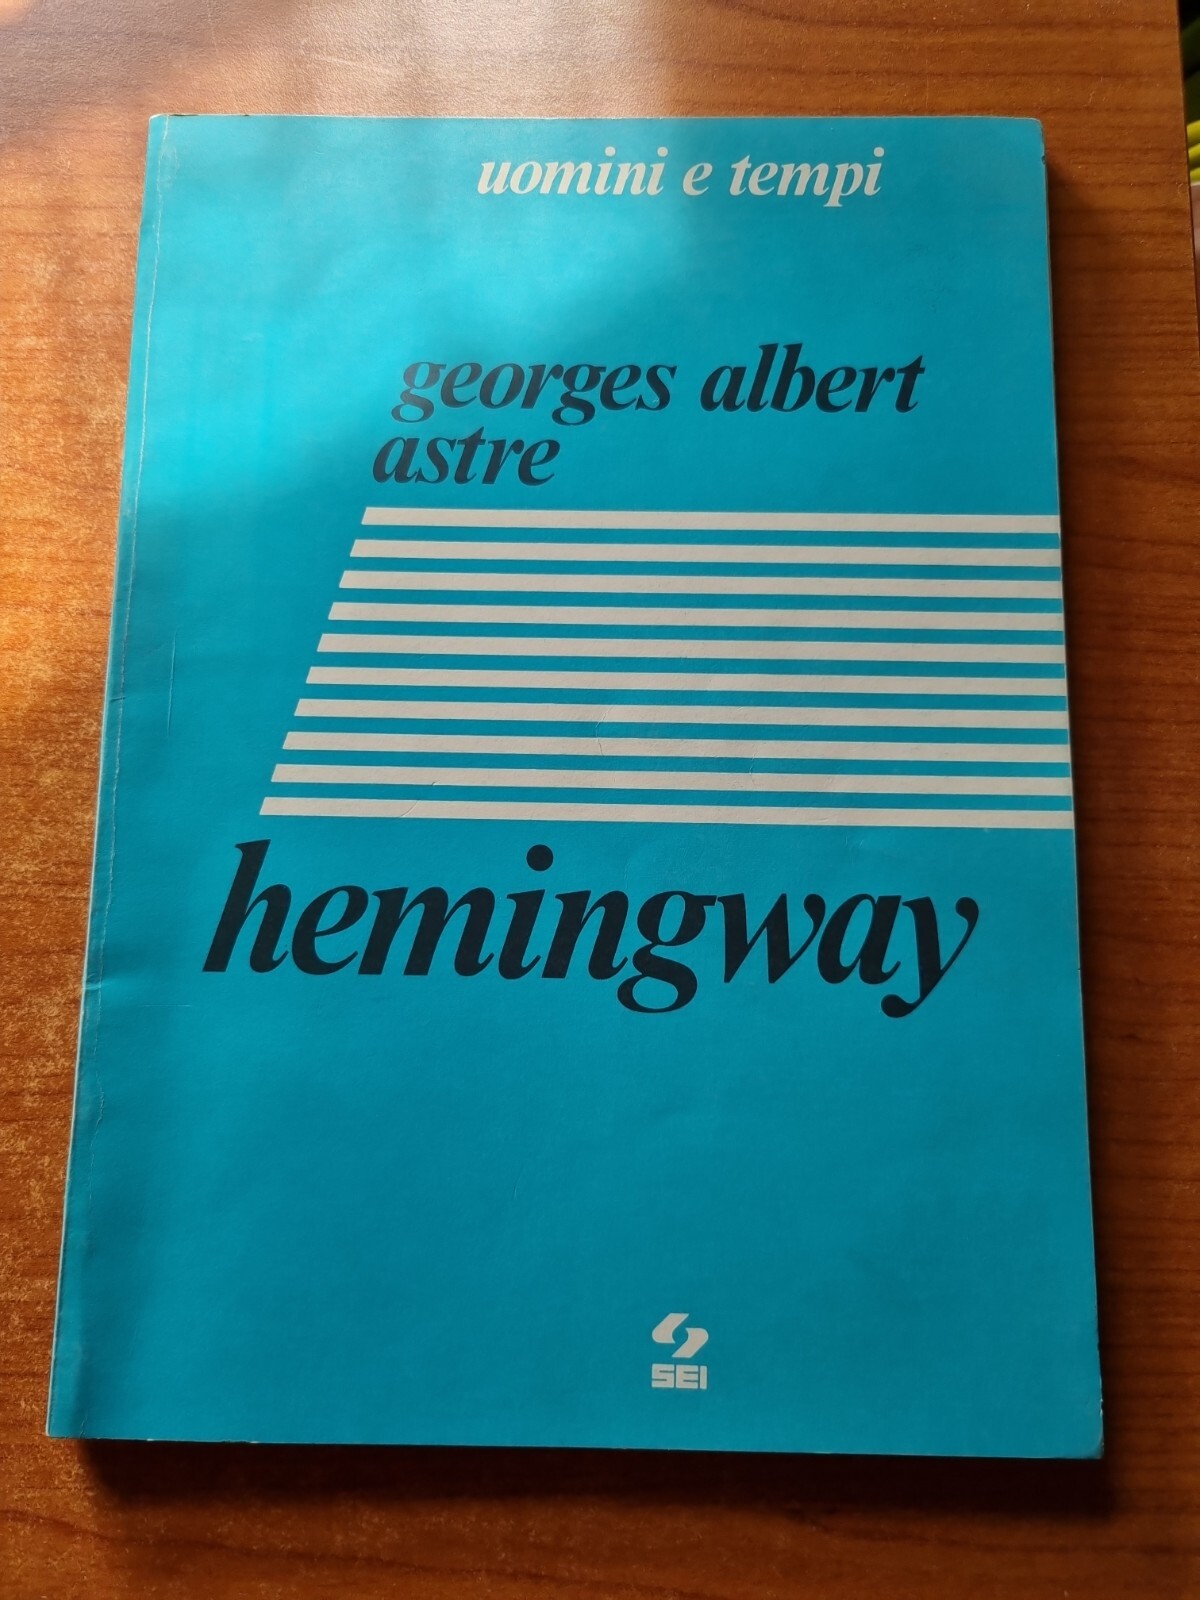 uomini e tempi
georges albert
astre
hemingway
SEI